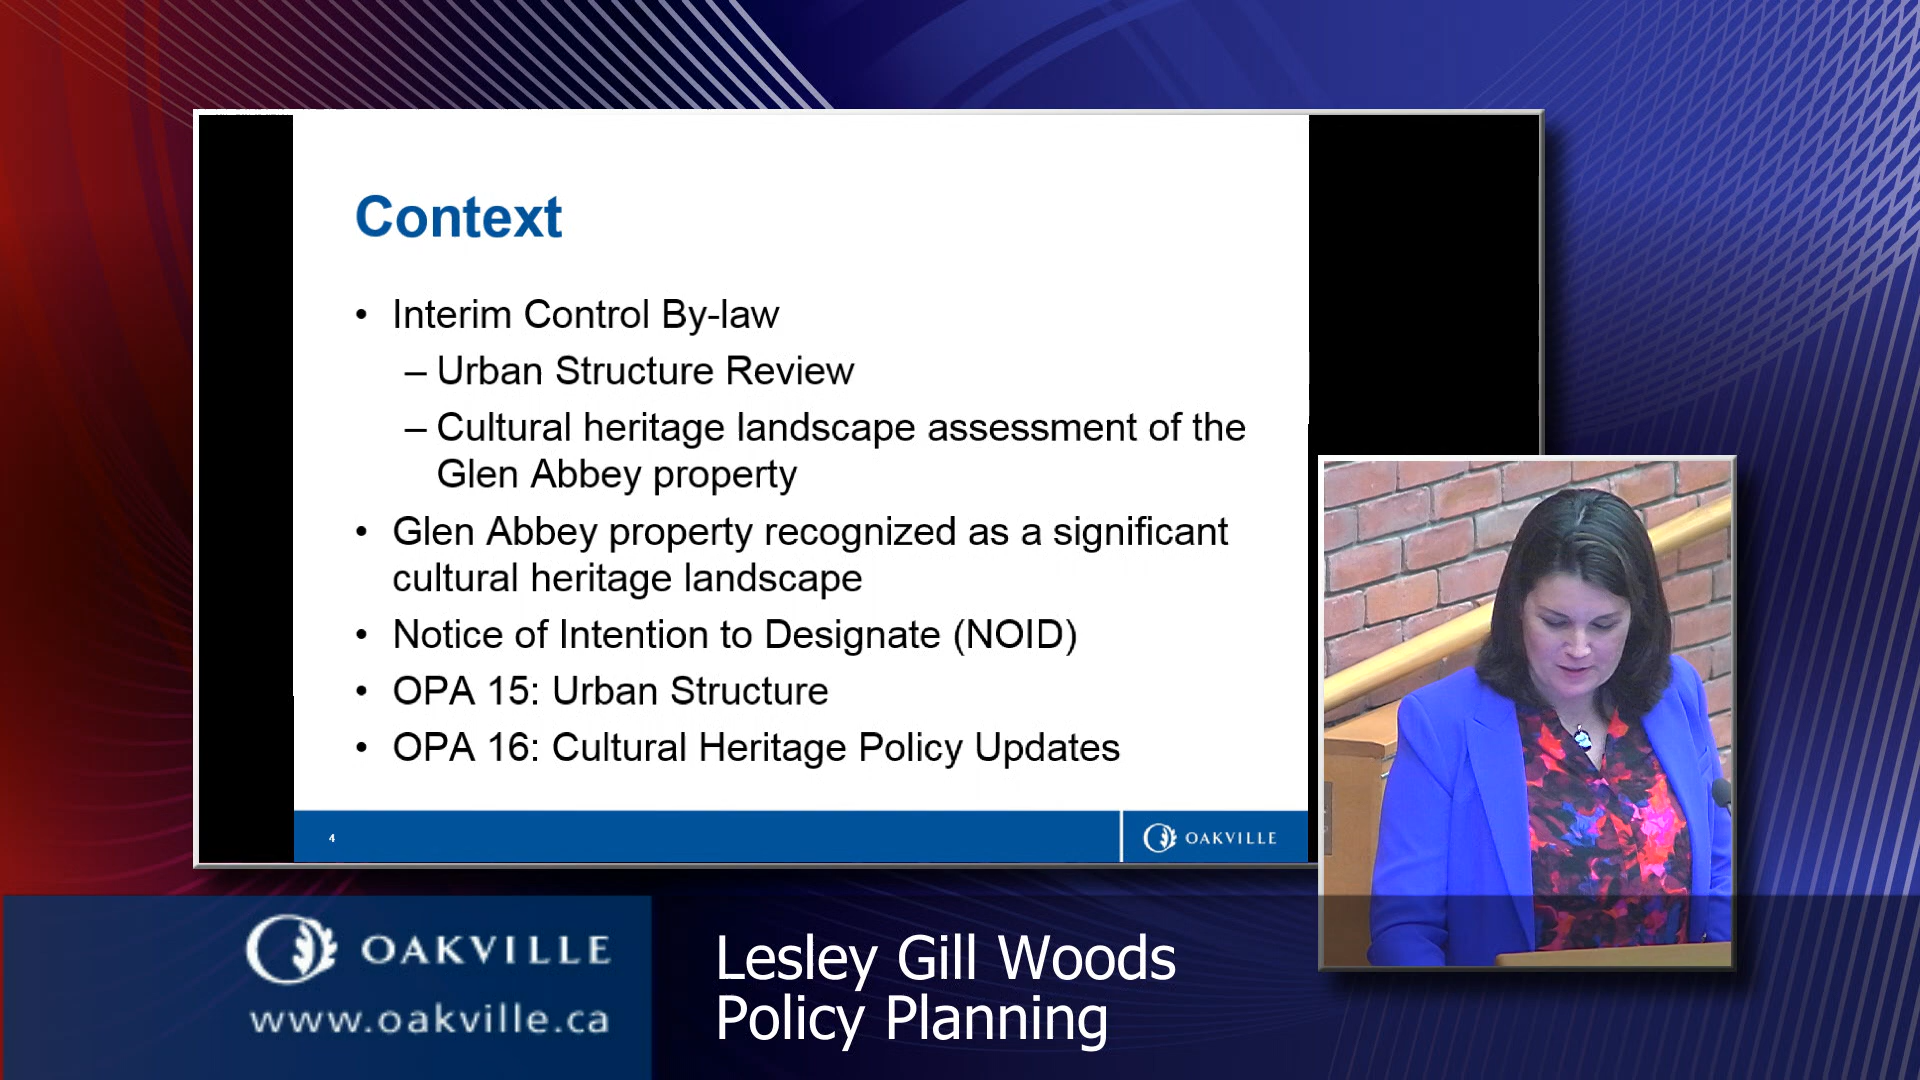 Context
• Interim Control By-law
– Urban Structure Review
– Cultural heritage landscape assessment of the
Glen Abbey property
• Glen Abbey property recognized as a significant
cultural heritage landscape
• Notice of Intention to Designate (NOID)
• OPA 15: Urban Structure
• OPA 16: Cultural Heritage Policy Updates
4
OAKVILLE
OAKVILLE
www.oakville.ca
Lesley Gill Woods
Policy Planning